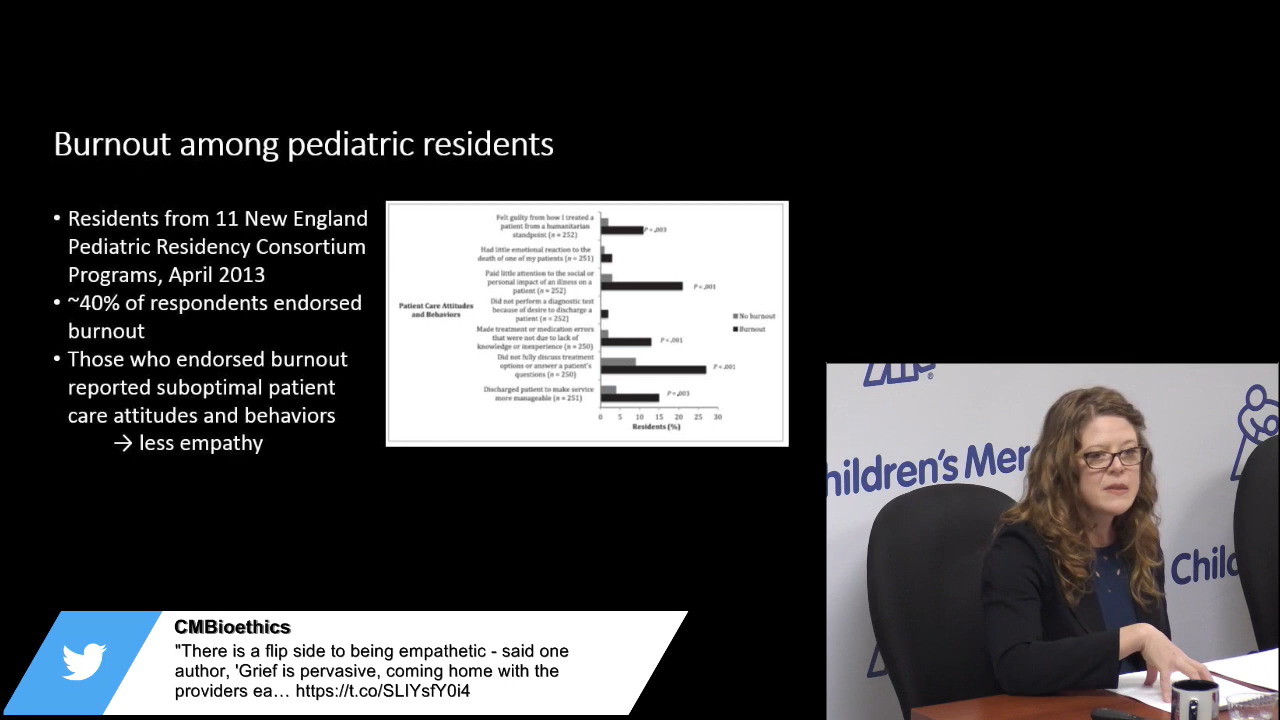 Burnout among pediatric residents
• Residents from 11 New England
Pediatric Residency Consortium
Programs, April 2013
• ~40% of respondents endorsed
burnout
• Those who endorsed burnout
reported suboptimal patient
care attitudes and behaviors
→ less empathy
Patient Care Attitudes
and Behaviors
Felt guilty from how I treated a
patient from a humanitarian
standpoint (n = 252)
P = .003
Had little emotional reaction to the
death of one of my patients (n = 251)
Paid little attention to the social or
personal impact of an illness on a
patient (n = 252)
P < .001
Did not perform a diagnostic test
because of desire to discharge a
patient (n = 252)
Made treatment or medication errors
that were not due to lack of
knowledge or inexperience (n = 250)
P = .001
Did not fully discuss treatment
options or answer a patient's
questions (n = 250)
P < .001
Discharged patient to make service
more manageable (n = 251)
P = .003
No burnout
Burnout
0 5 10 15 20 25 30
Residents (%)
®
hildren's Mer
Chil
CMBioethics
"There is a flip side to being empathetic - said one
author, 'Grief is pervasive, coming home with the
providers ea… https://t.co/SLIYsfY0i4